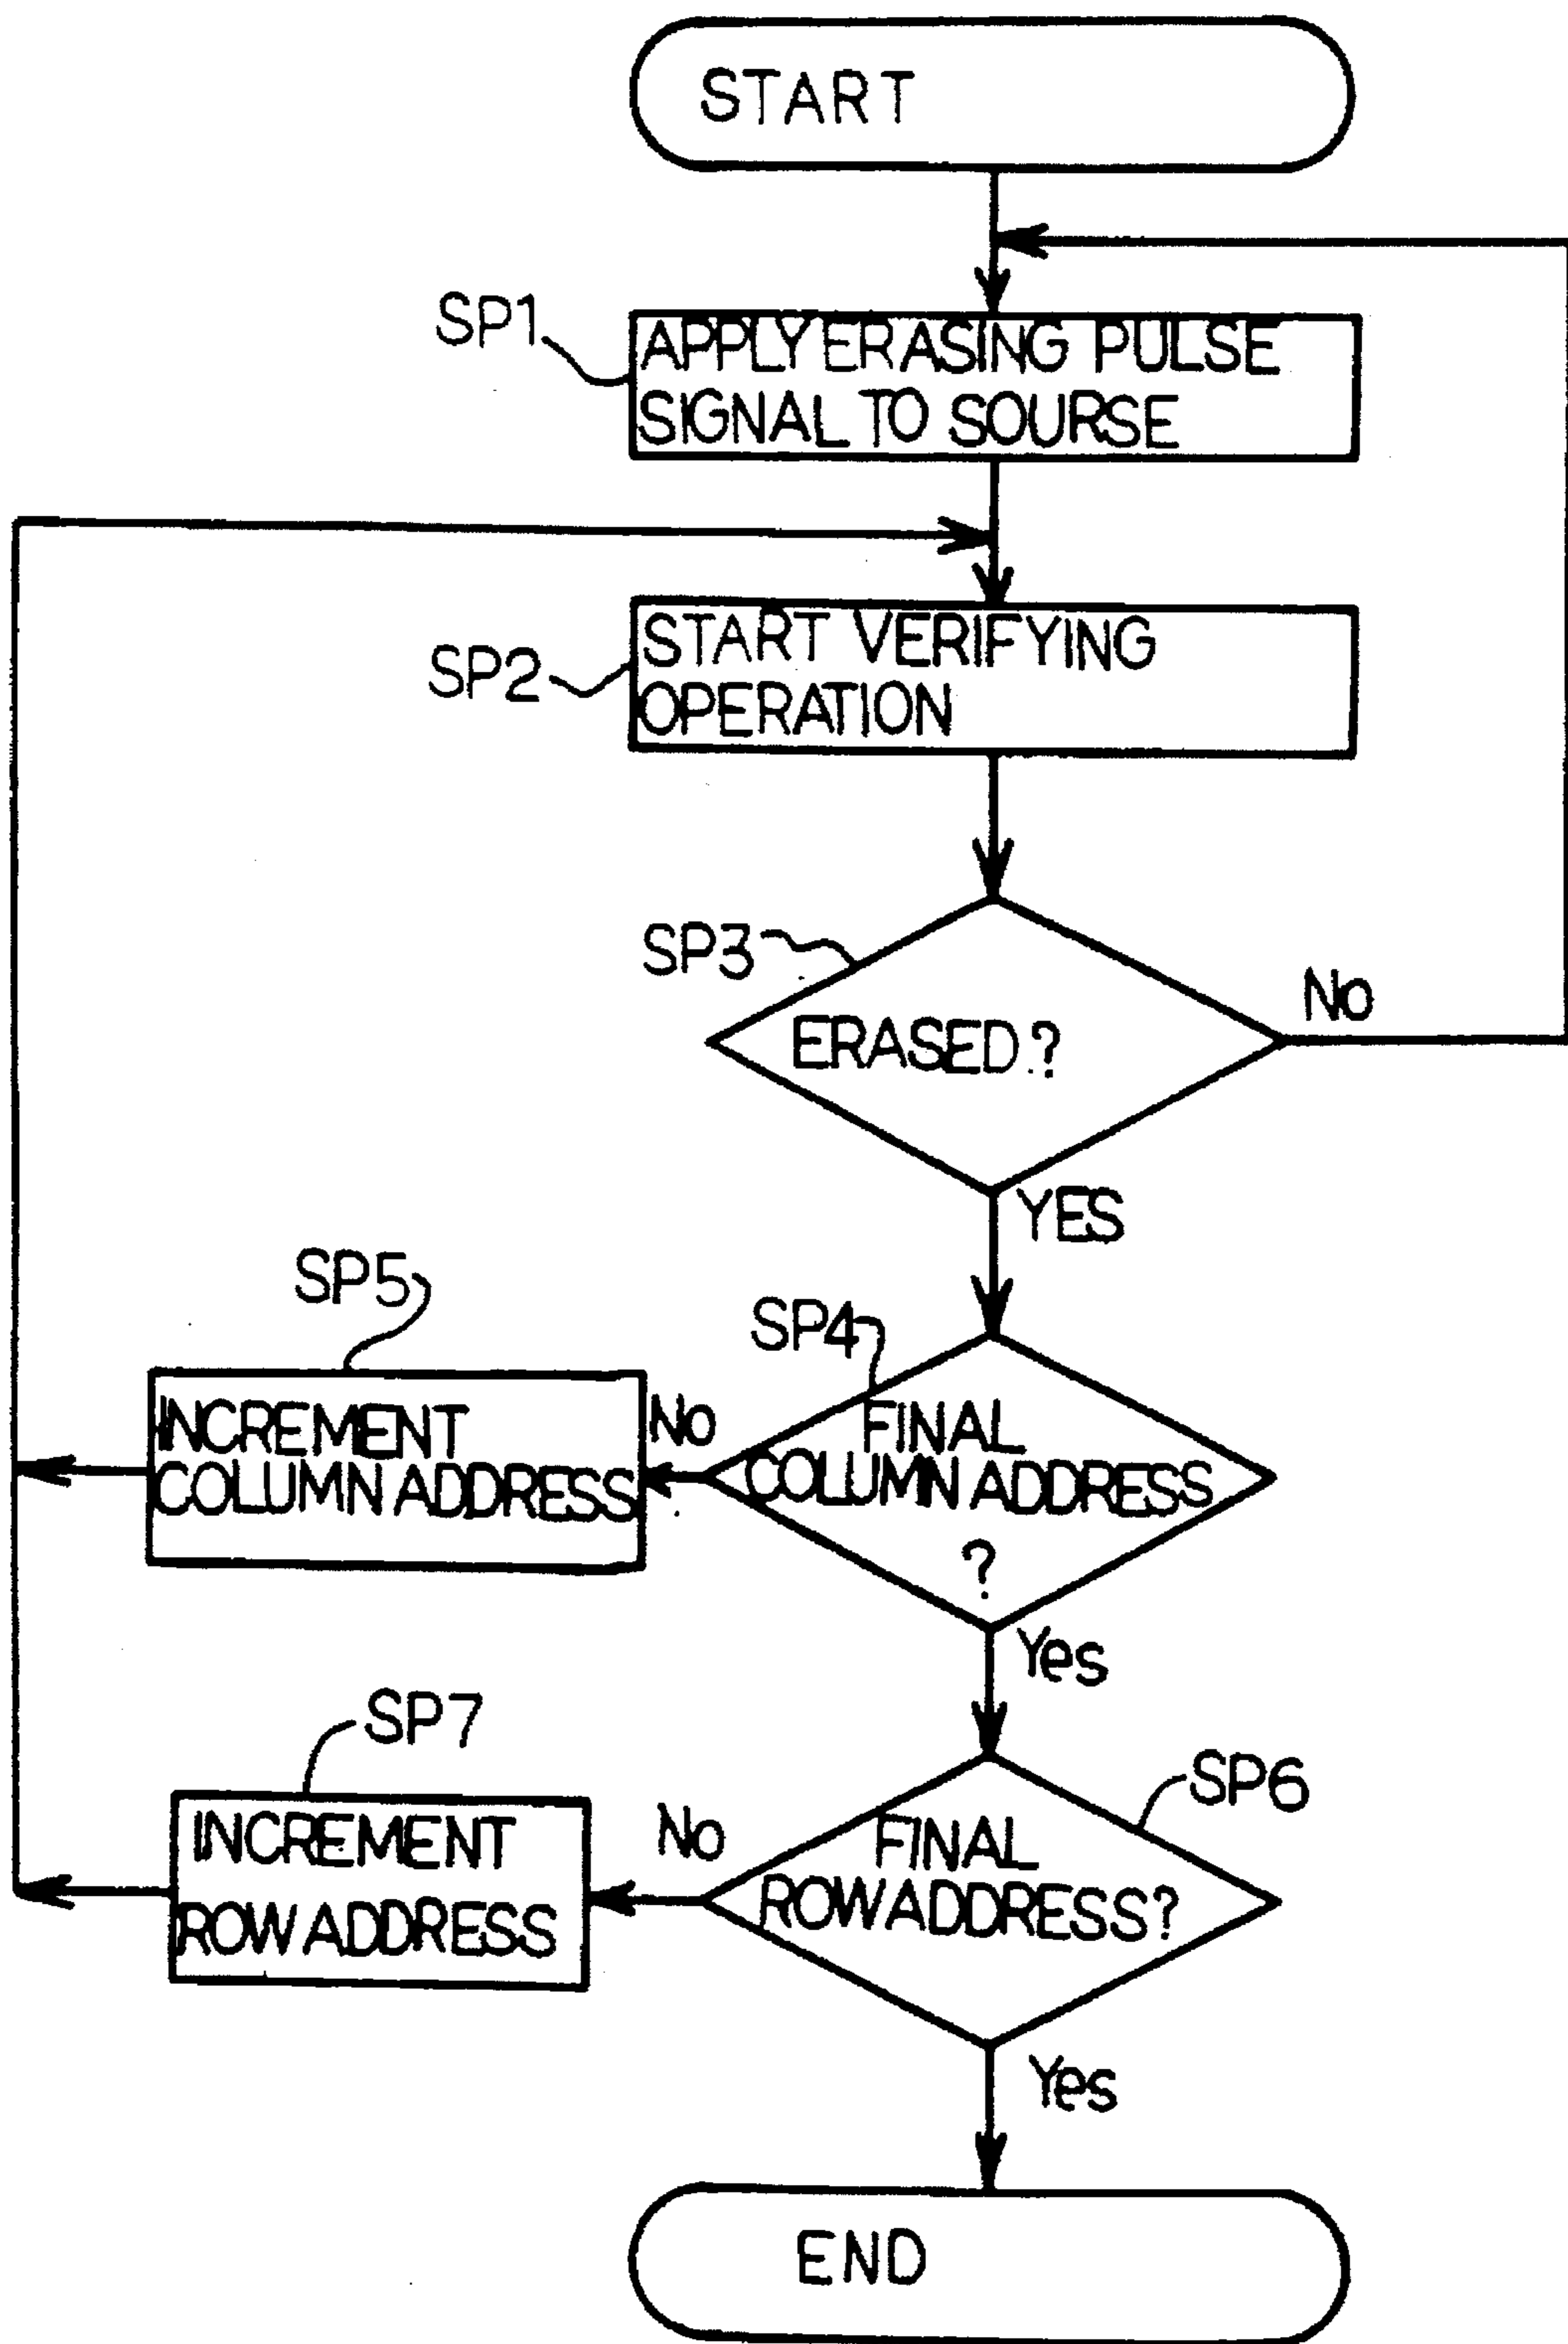 START
SP1
APPLY ERASING PULSE
SIGNAL TO SOURSE
SP2
START VERIFYING
OPERATION
SP3
ERASED?
No
YES
SP5
INCREMENT
COLUMN ADDRESS
No
SP4
FINAL
COLUMN ADDRESS
?
Yes
SP7
INCREMENT
ROW ADDRESS
No
SP6
FINAL
ROW ADDRESS?
Yes
END